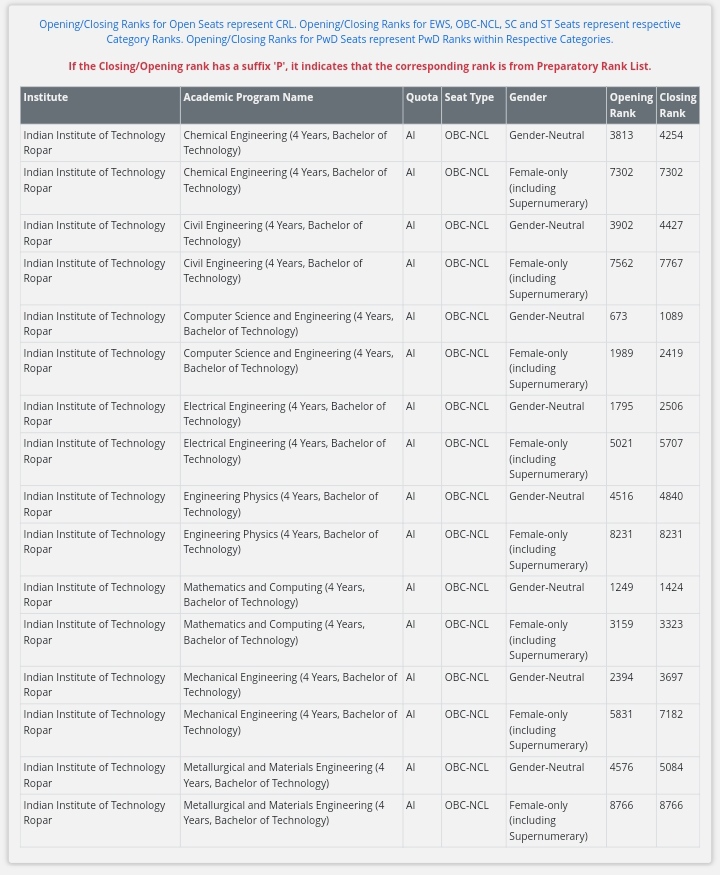 Opening/Closing Ranks for Open Seats represent CRL. Opening/Closing Ranks for EWS, OBC-NCL, SC and ST Seats represent respective
Category Ranks. Opening/Closing Ranks for PwD Seats represent PwD Ranks within Respective Categories.
If the Closing/Opening rank has a suffix 'P', it indicates that the corresponding rank is from Preparatory Rank List.
Institute Academic Program Name Quota Seat Type Gender Opening Closing
Rank Rank
Indian Institute of Technology Chemical Engineering (4 Years, Bachelor of AI OBC-NCL Gender-Neutral 3813 4254
Ropar Technology)
Indian Institute of Technology Chemical Engineering (4 Years, Bachelor of AI OBC-NCL Female-only 7302 7302
Ropar Technology) (including
Supernumerary)
Indian Institute of Technology Civil Engineering (4 Years, Bachelor of AI OBC-NCL Gender-Neutral 3902 4427
Ropar Technology)
Indian Institute of Technology Civil Engineering (4 Years, Bachelor of AI OBC-NCL Female-only 7562 7767
Ropar Technology) (including
Supernumerary)
Indian Institute of Technology Computer Science and Engineering (4 Years, AI OBC-NCL Gender-Neutral 673 1089
Ropar Bachelor of Technology)
Indian Institute of Technology Computer Science and Engineering (4 Years, AI OBC-NCL Female-only 1989 2419
Ropar Bachelor of Technology) (including
Supernumerary)
Indian Institute of Technology Electrical Engineering (4 Years, Bachelor of AI OBC-NCL Gender-Neutral 1795 2506
Ropar Technology)
Indian Institute of Technology Electrical Engineering (4 Years, Bachelor of AI OBC-NCL Female-only 5021 5707
Ropar Technology) (including
Supernumerary)
Indian Institute of Technology Engineering Physics (4 Years, Bachelor of AI OBC-NCL Gender-Neutral 4516 4840
Ropar Technology)
Indian Institute of Technology Engineering Physics (4 Years, Bachelor of AI OBC-NCL Female-only 8231 8231
Ropar Technology) (including
Supernumerary)
Indian Institute of Technology Mathematics and Computing (4 Years, AI OBC-NCL Gender-Neutral 1249 1424
Ropar Bachelor of Technology)
Indian Institute of Technology Mathematics and Computing (4 Years, AI OBC-NCL Female-only 3159 3323
Ropar Bachelor of Technology) (including
Supernumerary)
Indian Institute of Technology Mechanical Engineering (4 Years, Bachelor of AI OBC-NCL Gender-Neutral 2394 3697
Ropar Technology)
Indian Institute of Technology Mechanical Engineering (4 Years, Bachelor of AI OBC-NCL Female-only 5831 7182
Ropar Technology) (including
Supernumerary)
Indian Institute of Technology Metallurgical and Materials Engineering (4 AI OBC-NCL Gender-Neutral 4576 5084
Ropar Years, Bachelor of Technology)
Indian Institute of Technology Metallurgical and Materials Engineering (4 AI OBC-NCL Female-only 8766 8766
Ropar Years, Bachelor of Technology) (including
Supernumerary)